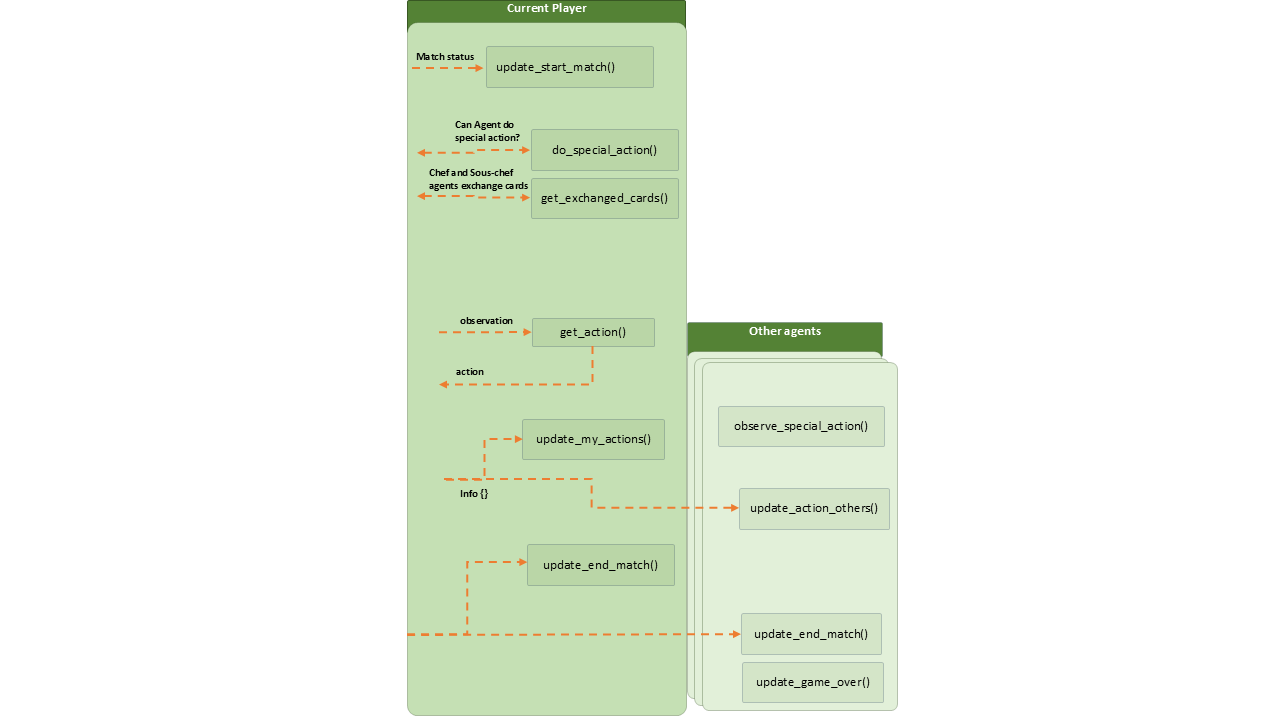 Current Player
Match status
update_start_match()
Can Agent do
special action?
do_special_action()
Chef and Sous-chef
agents exchange cards
get_exchanged_cards()
observation
get_action()
Other agents
action
observe_special_action()
update_my_actions()
Info {}
update_action_others()
update_end_match()
update_end_match()
update_game_over()